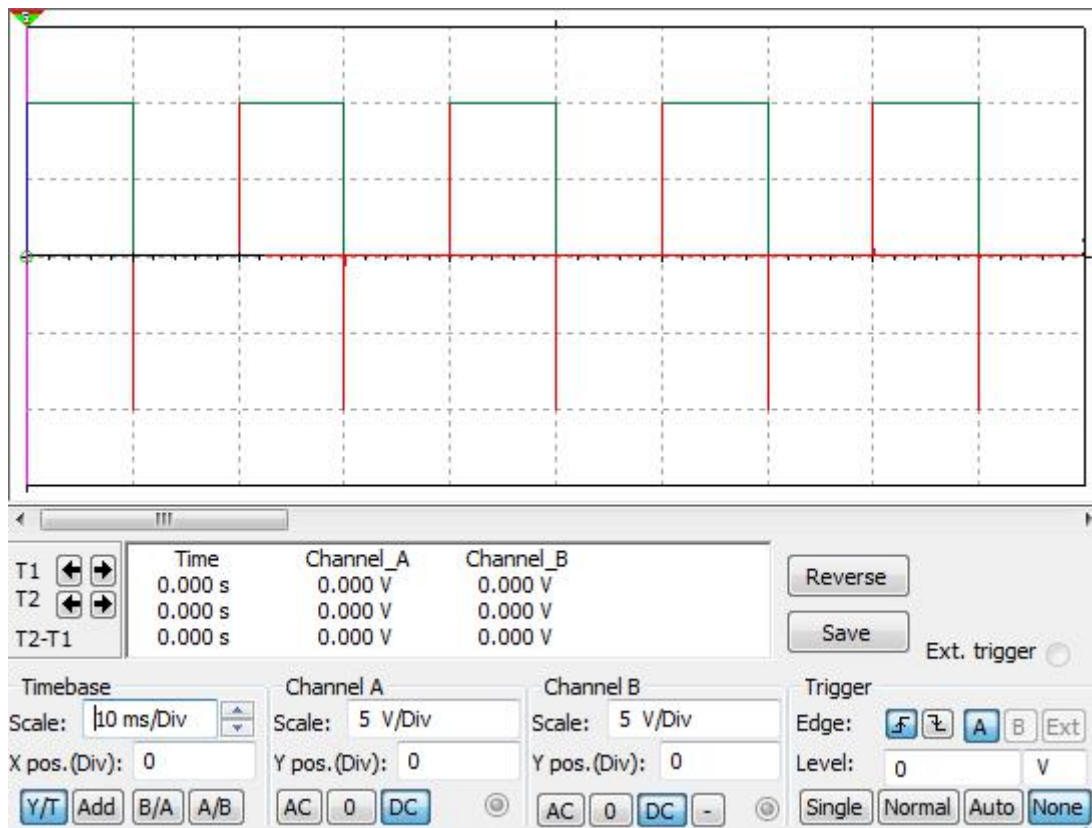 Time Channel_A Channel_B
T1 0.000 s 0.000 V 0.000 V
T2 0.000 s 0.000 V 0.000 V
T2-T1 0.000 s 0.000 V 0.000 V
Reverse
Save
Ext. trigger
Timebase
Scale: 10 ms/Div
X pos.(Div): 0
Y/T Add B/A A/B
Channel A
Scale: 5 V/Div
Y pos.(Div): 0
AC 0 DC
Channel B
Scale: 5 V/Div
Y pos.(Div): 0
AC 0 DC -
Trigger
Edge: A B Ext
Level: 0 V
Single Normal Auto None